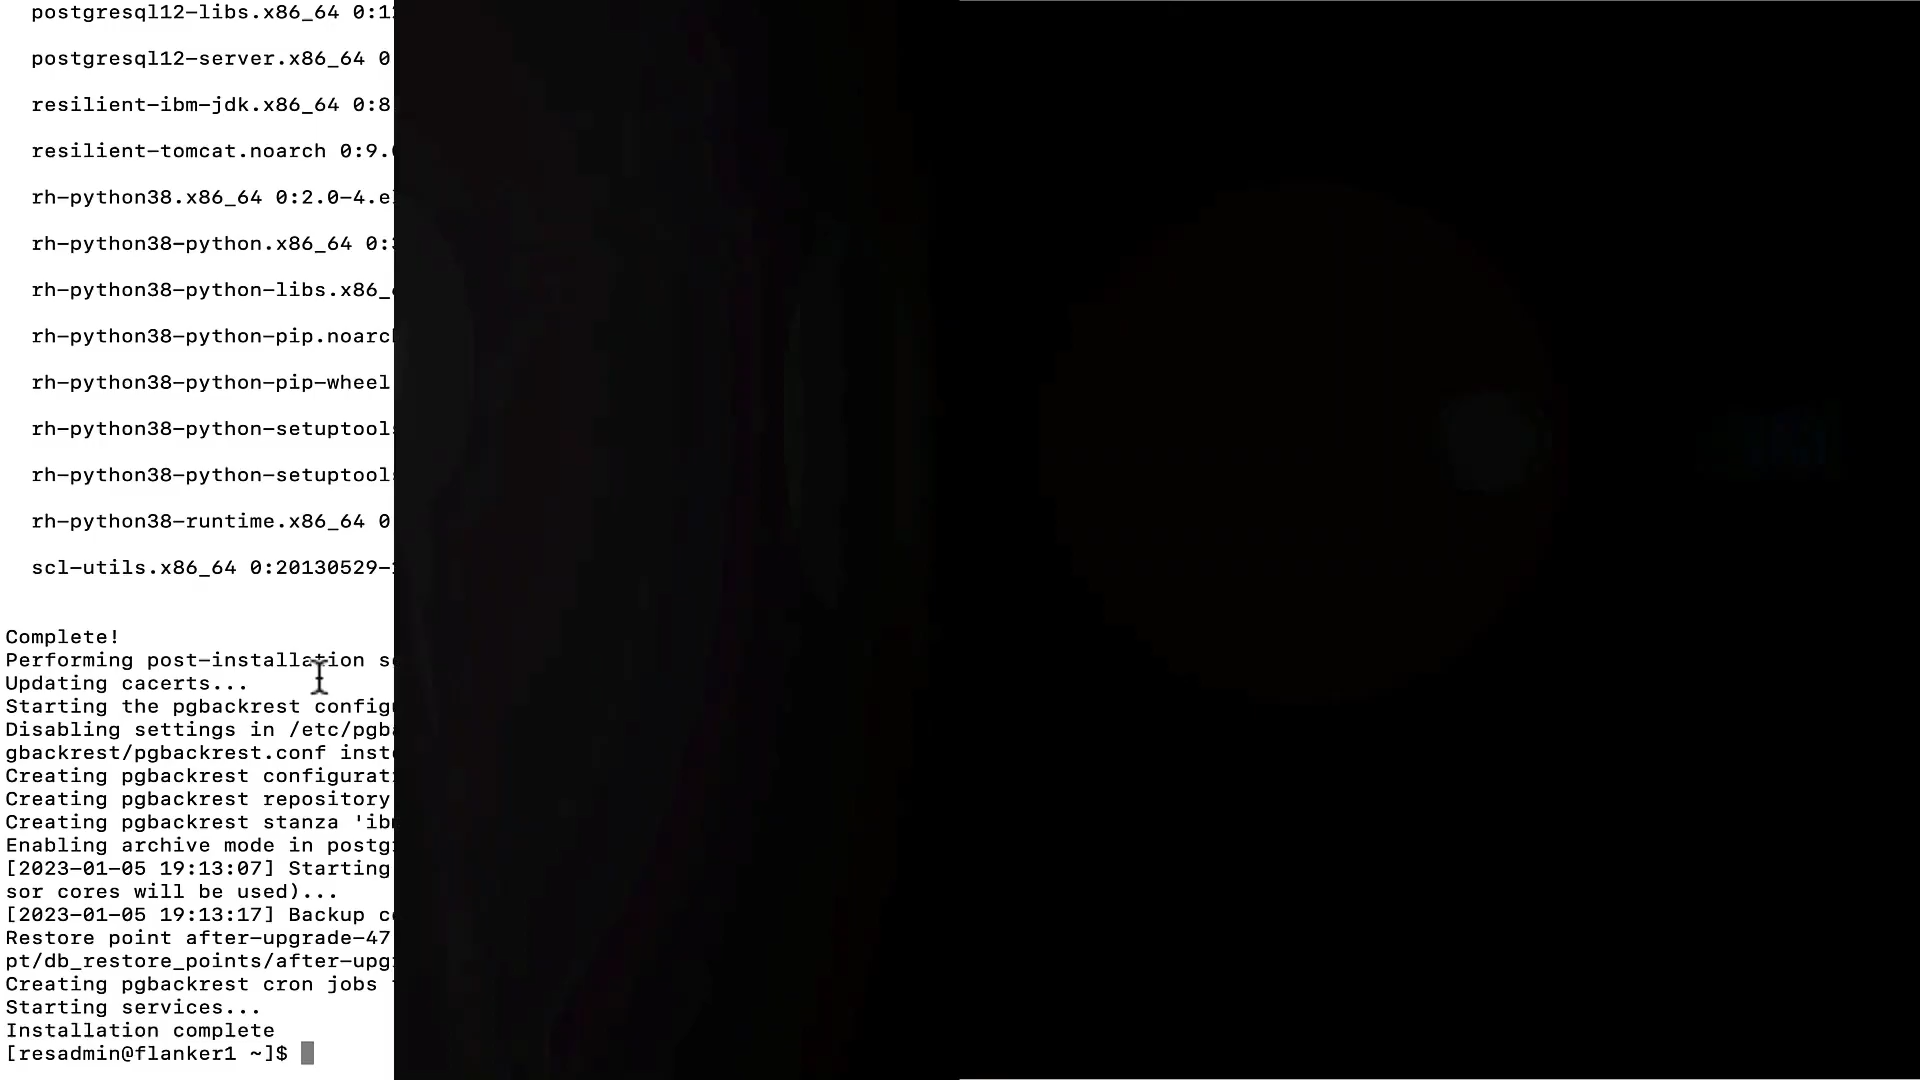 postgresql12-libs.x86_64 0:1
postgresql12-server.x86_64 0
resilient-ibm-jdk.x86_64 0:8
resilient-tomcat.noarch 0:9.
rh-python38.x86_64 0:2.0-4.e
rh-python38-python.x86_64 0:
rh-python38-python-libs.x86_
rh-python38-python-pip.noarc
rh-python38-python-pip-wheel
rh-python38-python-setuptool
rh-python38-python-setuptool
rh-python38-runtime.x86_64 0
scl-utils.x86_64 0:20130529-
Complete!
Performing post-installation s
Updating cacerts...
Starting the pgbackrest config
Disabling settings in /etc/pgb
gbackrest/pgbackrest.conf inst
Creating pgbackrest configurat
Creating pgbackrest repository
Creating pgbackrest stanza 'ib
Enabling archive mode in postg
[2023-01-05 19:13:07] Starting
sor cores will be used)...
[2023-01-05 19:13:17] Backup c
Restore point after-upgrade-47
pt/db_restore_points/after-upg
Creating pgbackrest cron jobs
Starting services...
Installation complete
[resadmin@flanker1 ~]$